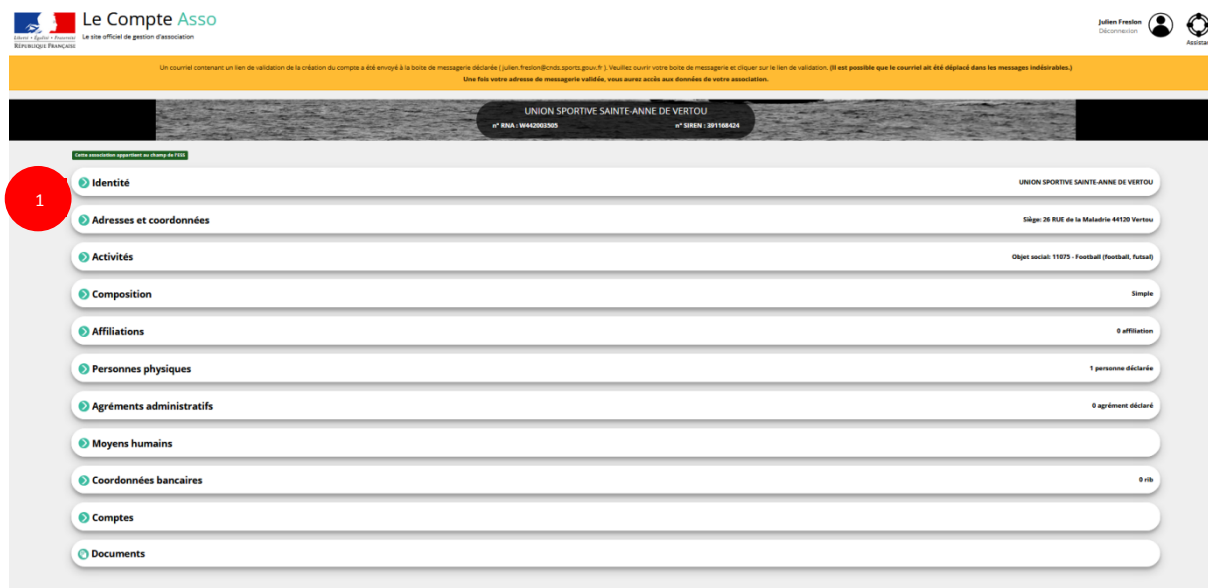 Le Compte Asso
Le site officiel de gestion d'association
Liberté • Égalité • Fraternité
RÉPUBLIQUE FRANÇAISE
Julien Freslon
Déconnexion
Assistan
Un courriel contenant un lien de validation de la création du compte a été envoyé à la boite de messagerie déclarée ( julien.freslon@cnds.sports.gouv.fr ). Veuillez ouvrir votre boite de messagerie et cliquer sur le lien de validation. (Il est possible que le courriel ait été déplacé dans les messages indésirables.)
Une fois votre adresse de messagerie validée, vous aurez accès aux données de votre association.
UNION SPORTIVE SAINTE-ANNE DE VERTOU
n° RNA : W442003505 n° SIREN : 391168424
Cette association appartient au champ de l'ESS
1
Identité UNION SPORTIVE SAINTE-ANNE DE VERTOU
Adresses et coordonnées Siège: 26 RUE de la Maladrie 44120 Vertou
Activités Objet social: 11075 - Football (football, futsal)
Composition Simple
Affiliations 0 affiliation
Personnes physiques 1 personne déclarée
Agréments administratifs 0 agrément déclaré
Moyens humains
Coordonnées bancaires 0 rib
Comptes
Documents